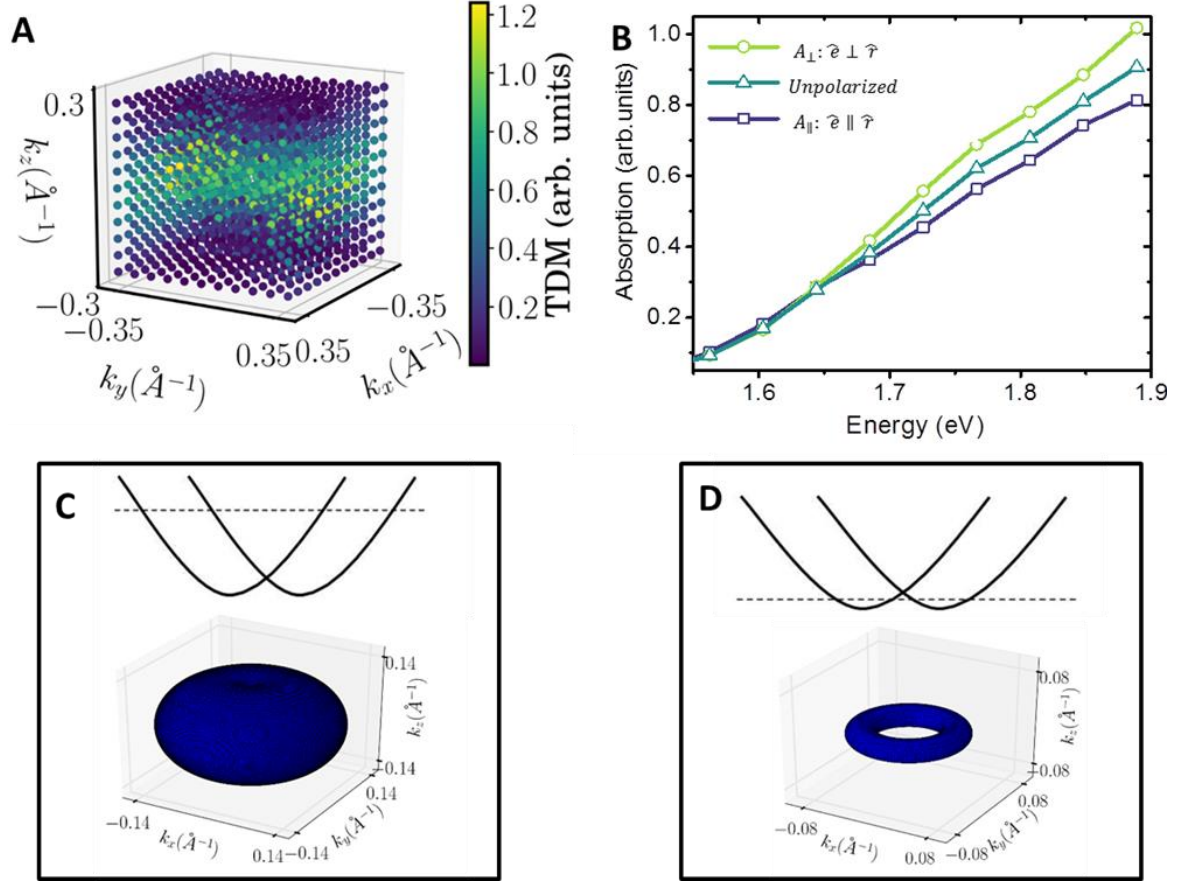 A
0.3
k_z(Å⁻¹)
−0.3
−0.35
k_y(Å⁻¹)
0.35
0.35
k_x(Å⁻¹)
−0.35
1.2
1.0
0.8
0.6
0.4
0.2
TDM (arb. units)
B
A⊥: ê ⊥ r̂
Unpolarized
A∥: ê ∥ r̂
1.0
0.8
0.6
0.4
0.2
Absorption (arb.units)
1.6 1.7 1.8 1.9
Energy (eV)
C
0.14
k_z(Å⁻¹)
−0.14
0.14
k_y(Å⁻¹)
−0.14
−0.14
k_x(Å⁻¹)
0.14
D
0.08
k_z(Å⁻¹)
−0.08
0.08
k_y(Å⁻¹)
−0.08
−0.08
k_x(Å⁻¹)
0.08